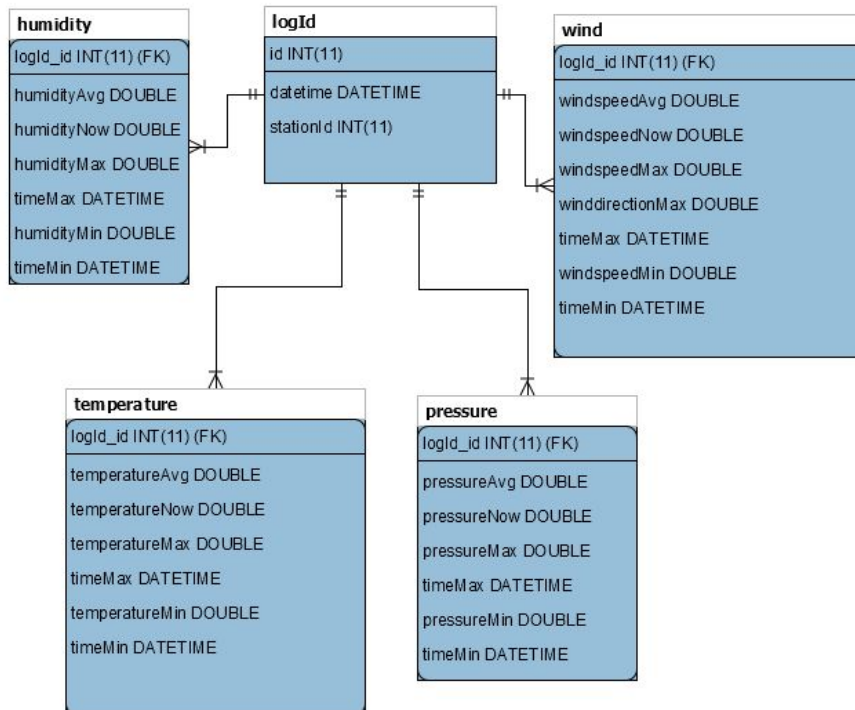 humidity
logId_id INT(11) (FK)
humidityAvg DOUBLE
humidityNow DOUBLE
humidityMax DOUBLE
timeMax DATETIME
humidityMin DOUBLE
timeMin DATETIME
logId
id INT(11)
datetime DATETIME
stationId INT(11)
wind
logId_id INT(11) (FK)
windspeedAvg DOUBLE
windspeedNow DOUBLE
windspeedMax DOUBLE
winddirectionMax DOUBLE
timeMax DATETIME
windspeedMin DOUBLE
timeMin DATETIME
temperature
logId_id INT(11) (FK)
temperatureAvg DOUBLE
temperatureNow DOUBLE
temperatureMax DOUBLE
timeMax DATETIME
temperatureMin DOUBLE
timeMin DATETIME
pressure
logId_id INT(11) (FK)
pressureAvg DOUBLE
pressureNow DOUBLE
pressureMax DOUBLE
timeMax DATETIME
pressureMin DOUBLE
timeMin DATETIME